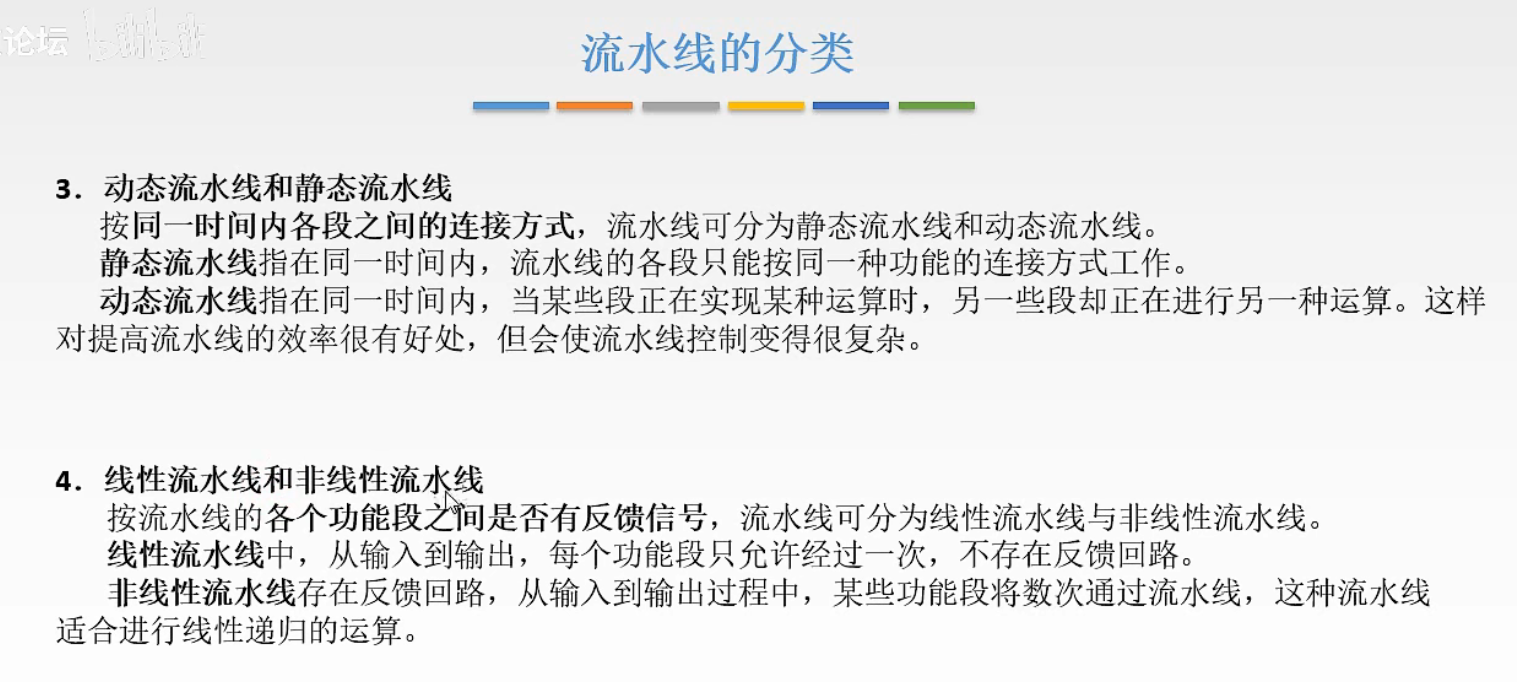 论坛 bilibili
流水线的分类
3. 动态流水线和静态流水线
按同一时间内各段之间的连接方式，流水线可分为静态流水线和动态流水线。
静态流水线指在同一时间内，流水线的各段只能按同一种功能的连接方式工作。
动态流水线指在同一时间内，当某些段正在实现某种运算时，另一些段却正在进行另一种运算。这样
对提高流水线的效率很有好处，但会使流水线控制变得很复杂。
4. 线性流水线和非线性流水线
按流水线的各个功能段之间是否有反馈信号，流水线可分为线性流水线与非线性流水线。
线性流水线中，从输入到输出，每个功能段只允许经过一次，不存在反馈回路。
非线性流水线存在反馈回路，从输入到输出过程中，某些功能段将数次通过流水线，这种流水线
适合进行线性递归的运算。